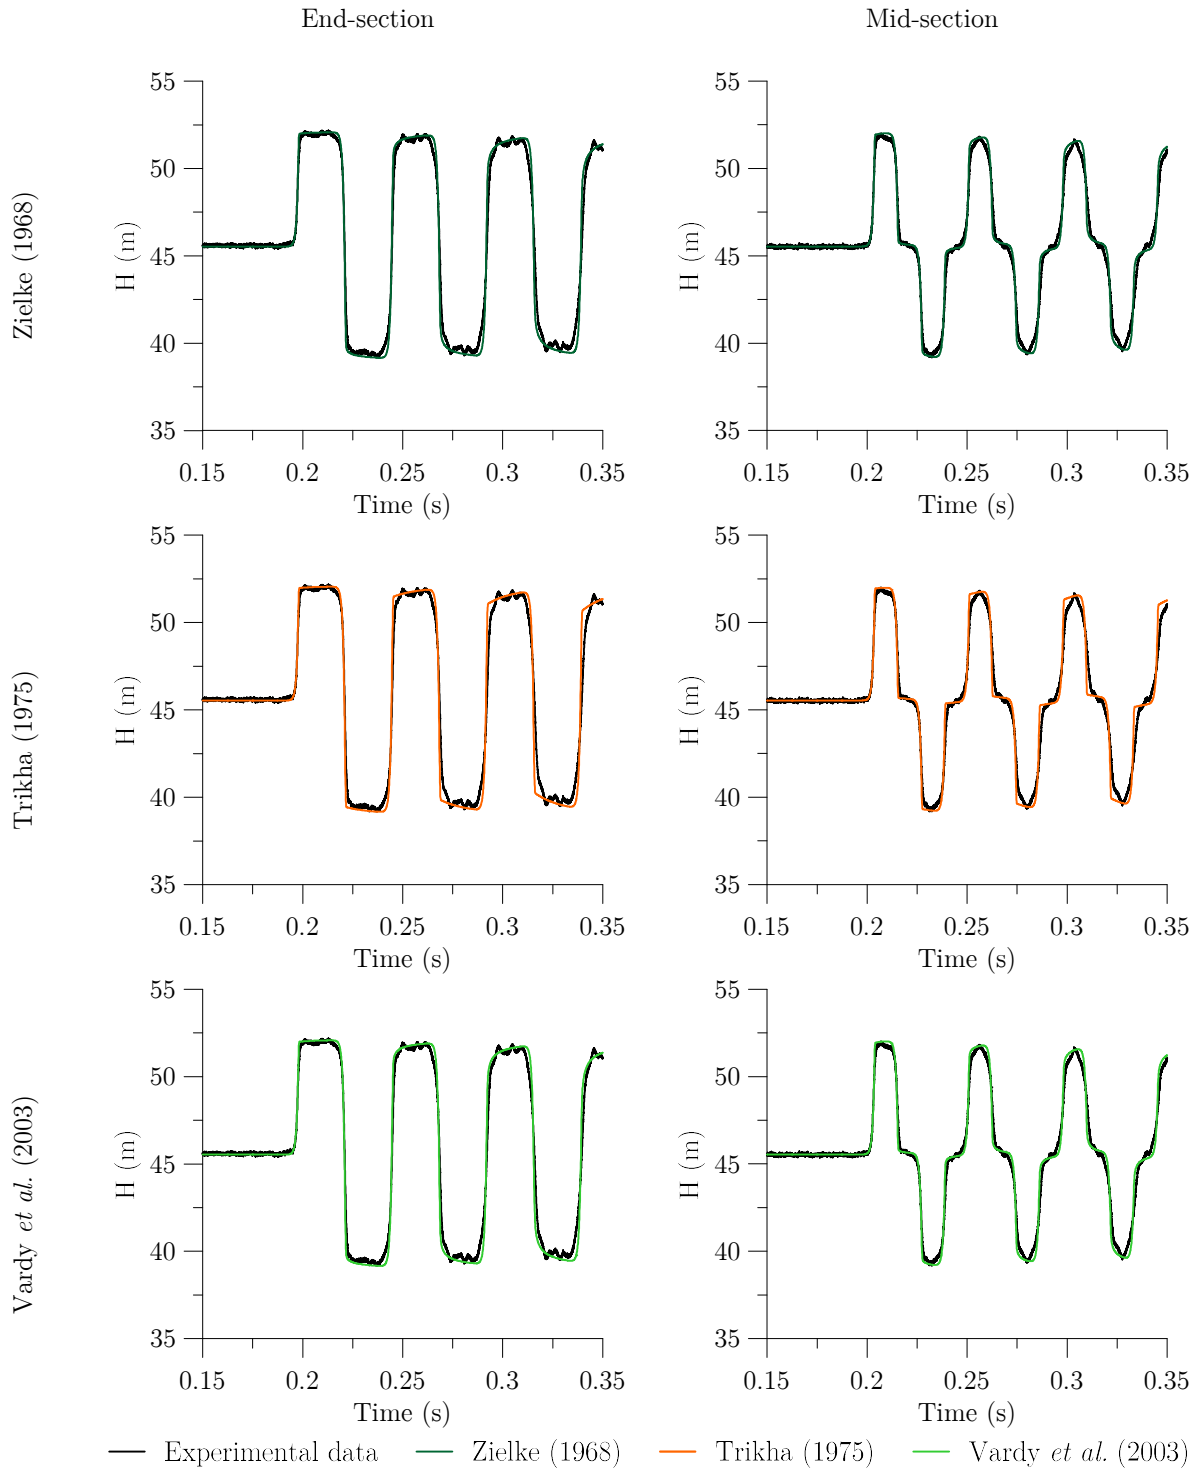 End-section Mid-section
Zielke (1968)
H (m)
55
50
45
40
35
0.15 0.2 0.25 0.3 0.35
Time (s)
H (m)
55
50
45
40
35
0.15 0.2 0.25 0.3 0.35
Time (s)
Trikha (1975)
H (m)
55
50
45
40
35
0.15 0.2 0.25 0.3 0.35
Time (s)
H (m)
55
50
45
40
35
0.15 0.2 0.25 0.3 0.35
Time (s)
Vardy et al. (2003)
H (m)
55
50
45
40
35
0.15 0.2 0.25 0.3 0.35
Time (s)
H (m)
55
50
45
40
35
0.15 0.2 0.25 0.3 0.35
Time (s)
Experimental data Zielke (1968) Trikha (1975) Vardy et al. (2003)